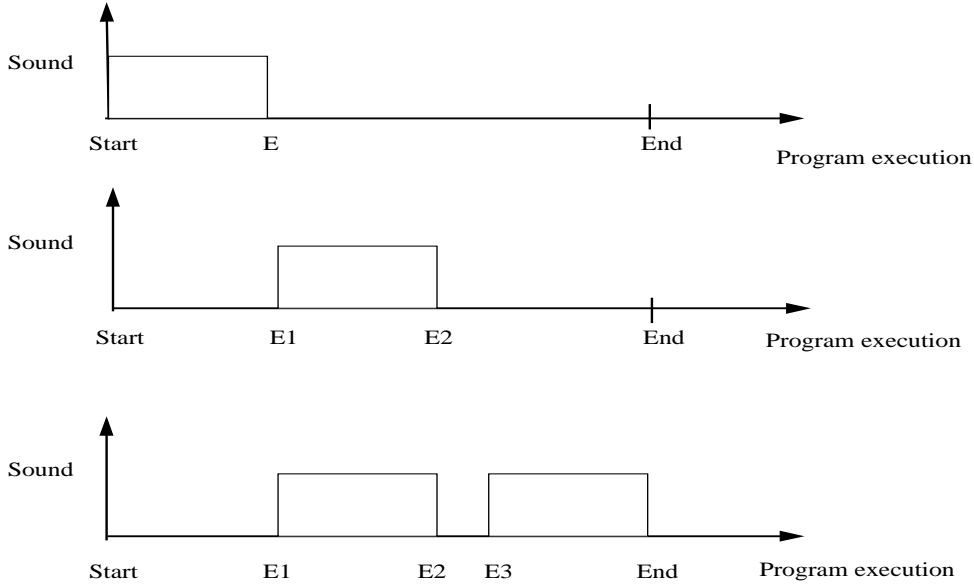 Sound
Start E End
Program execution
Sound
Start E1 E2 End
Program execution
Sound
Start E1 E2 E3 End
Program execution